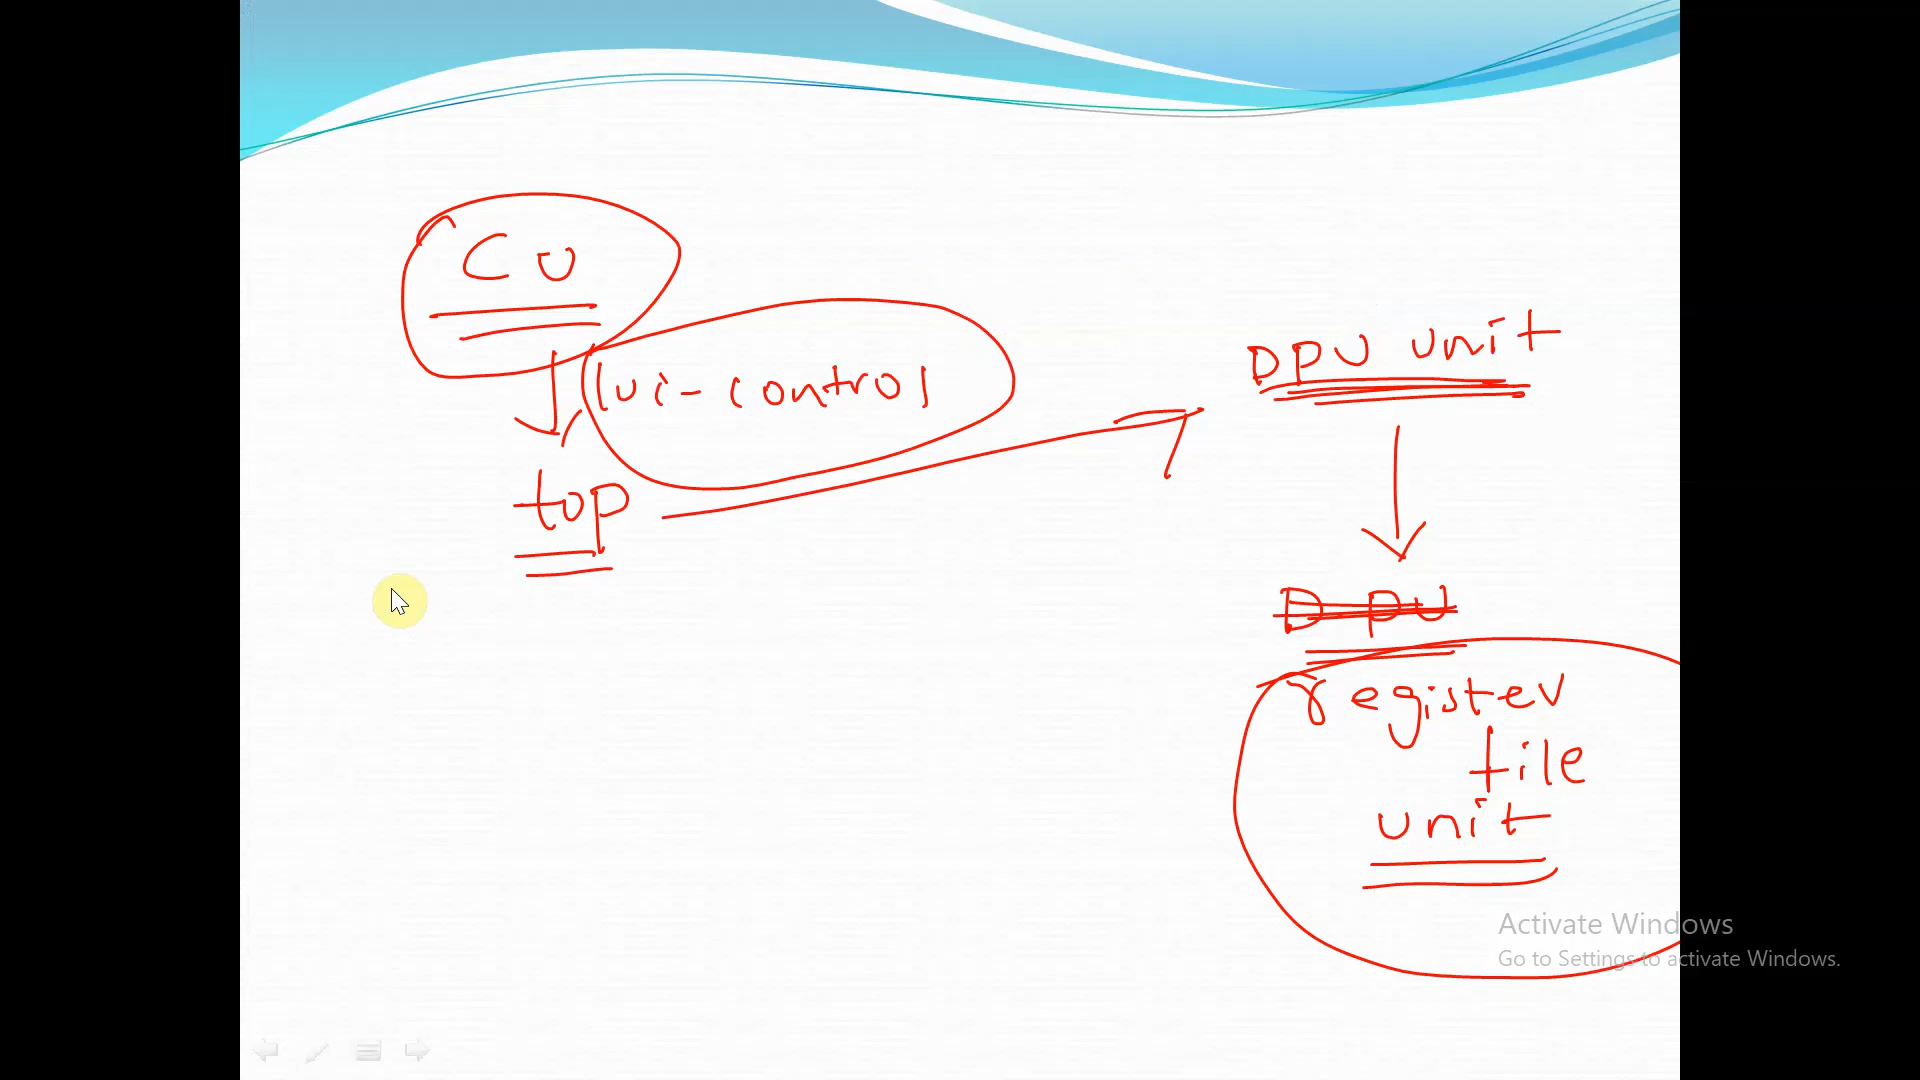 CU
lui-control
top
DPU unit
DPU
register
file
unit
Activate Windows
Go to Settings to activate Windows.